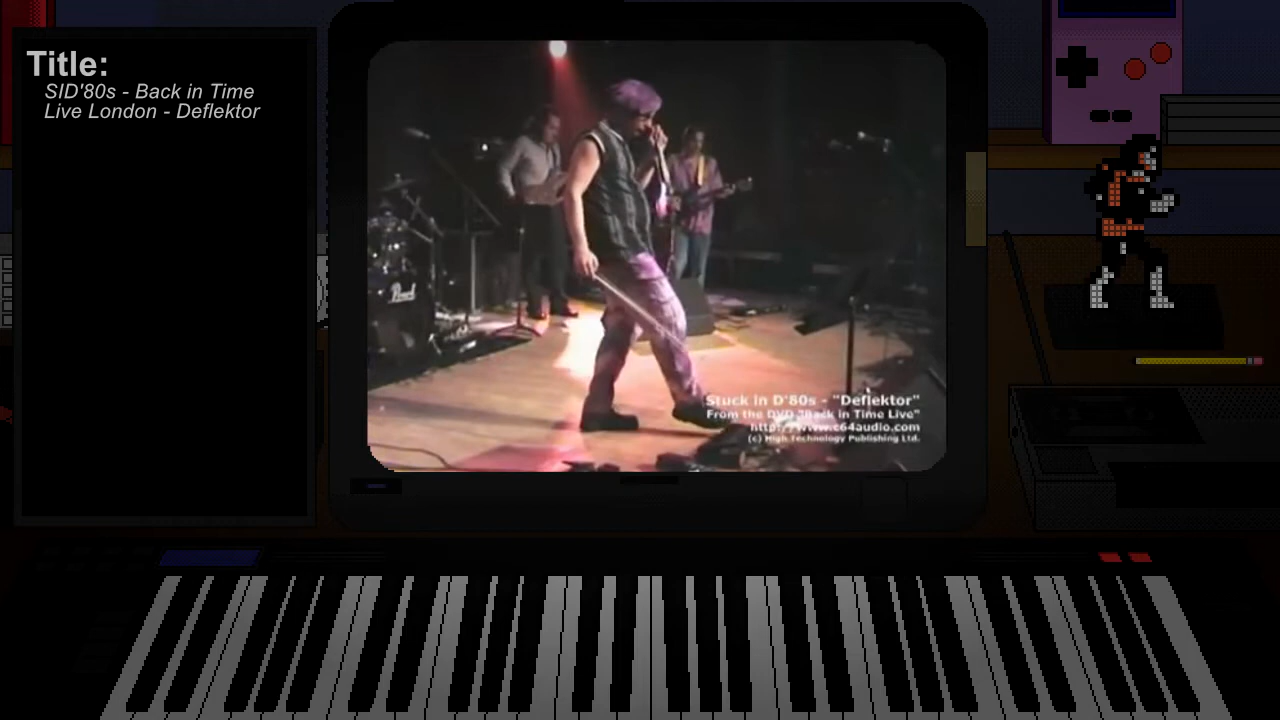 Title:
SID'80s - Back in Time
Live London - Deflektor
Pearl
Stuck in D'80s - "Deflektor"
From the DVD "Back in Time Live"
http://www.c64audio.com
(c) High Technology Publishing Ltd.